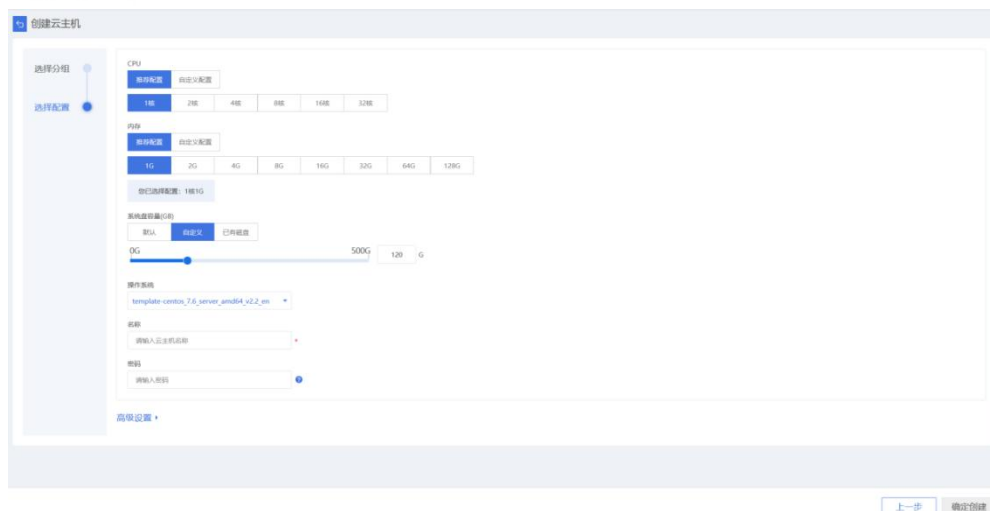 创建云主机
选择分组
选择配置
CPU
推荐配置 自定义配置
1核 2核 4核 8核 16核 32核
内存
推荐配置 自定义配置
1G 2G 4G 8G 16G 32G 64G 128G
您已选择配置：1核1G
系统盘容量(GB)
默认 自定义 已有磁盘
0G 500G 120 G
操作系统
template-centos_7.6_server_amd64_v2.2_en
名称
请输入云主机名称 *
密码
请输入密码
高级设置
上一步 确定创建